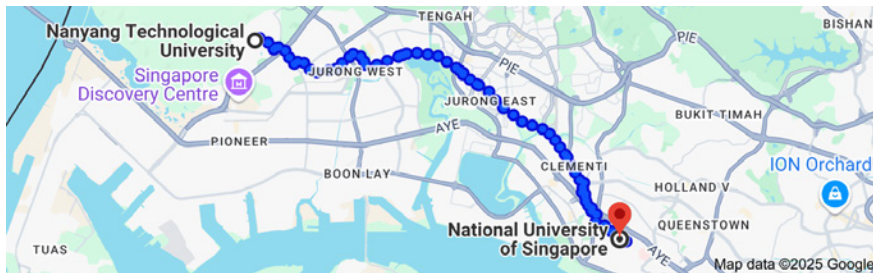 TENGAH
BISHAN
Nanyang Technological
University
PIE
Singapore
Discovery Centre
JURONG WEST
PIE
JURONG EAST
BUKIT TIMAH
PIONEER
AYE
BOON LAY
CLEMENTI
ION Orchard
HOLLAND V
National University
of Singapore
QUEENSTOWN
AYE
TUAS
Map data ©2025 Google